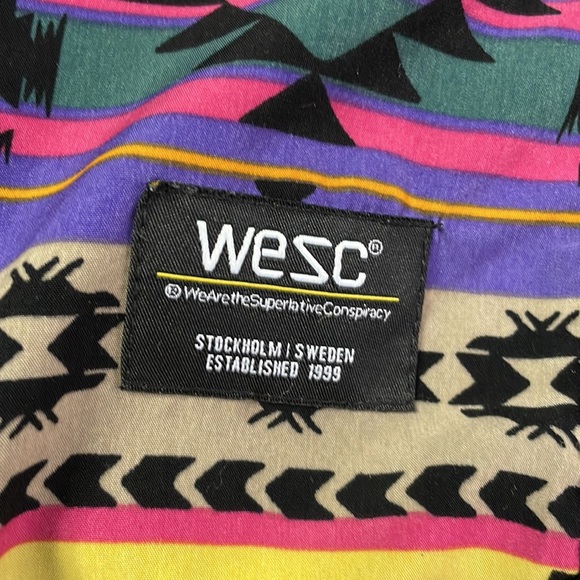 WeSC®
WeAretheSuperlativeConspiracy
STOCKHOLM | SWEDEN
ESTABLISHED 1999